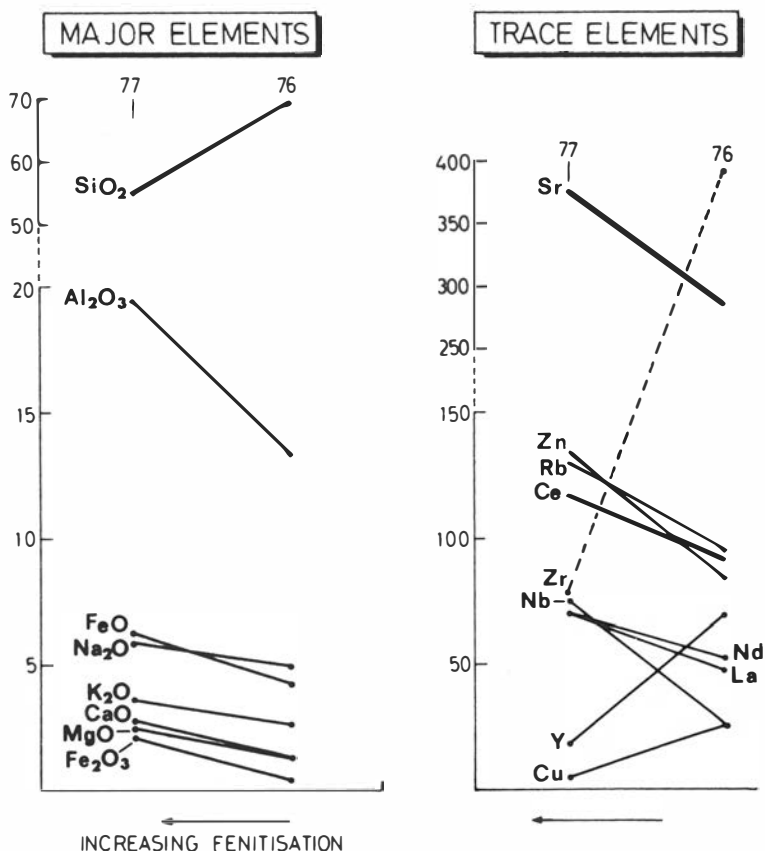 MAJOR ELEMENTS
77 76
70
60
SiO₂
50
20
Al₂O₃
15
10
FeO
Na₂O
5
K₂O
CaO
MgO
Fe₂O₃
INCREASING FENITISATION
TRACE ELEMENTS
77 76
400
Sr
350
300
250
150
Zn
Rb
Ce
100
Zr
Nb
50
Nd
La
Y
Cu